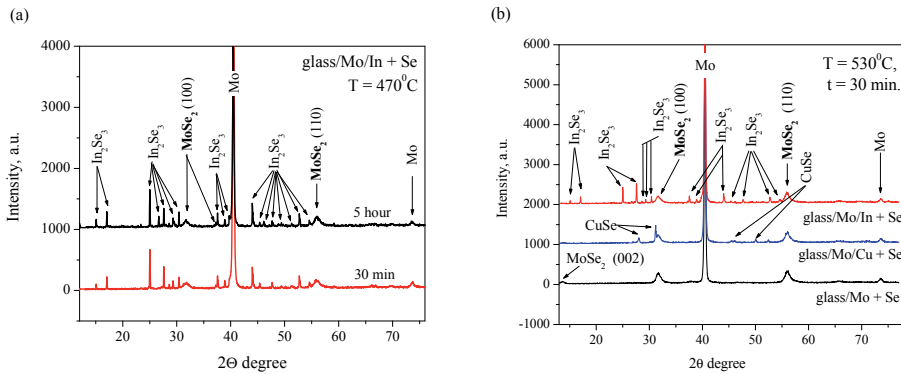 (a)
4000
3000
2000
1000
0
Intensity, a.u.
20
30
40
50
60
70
2Θ degree
glass/Mo/In + Se
T = 470⁰C
In₂Se₃
In₂Se₃
MoSe₂ (100)
In₂Se₃
Mo
In₂Se₃
MoSe₂ (110)
Mo
5 hour
30 min
(b)
6000
5000
4000
3000
2000
1000
0
-1000
Intensity, a.u.
20
30
40
50
60
70
2θ degree
T = 530⁰C,
t = 30 min.
In₂Se₃
In₂Se₃
In₂Se₃
MoSe₂ (100)
Mo
In₂Se₃
In₂Se₃
MoSe₂ (110)
CuSe
Mo
glass/Mo/In + Se
CuSe
glass/Mo/Cu + Se
MoSe₂ (002)
glass/Mo + Se